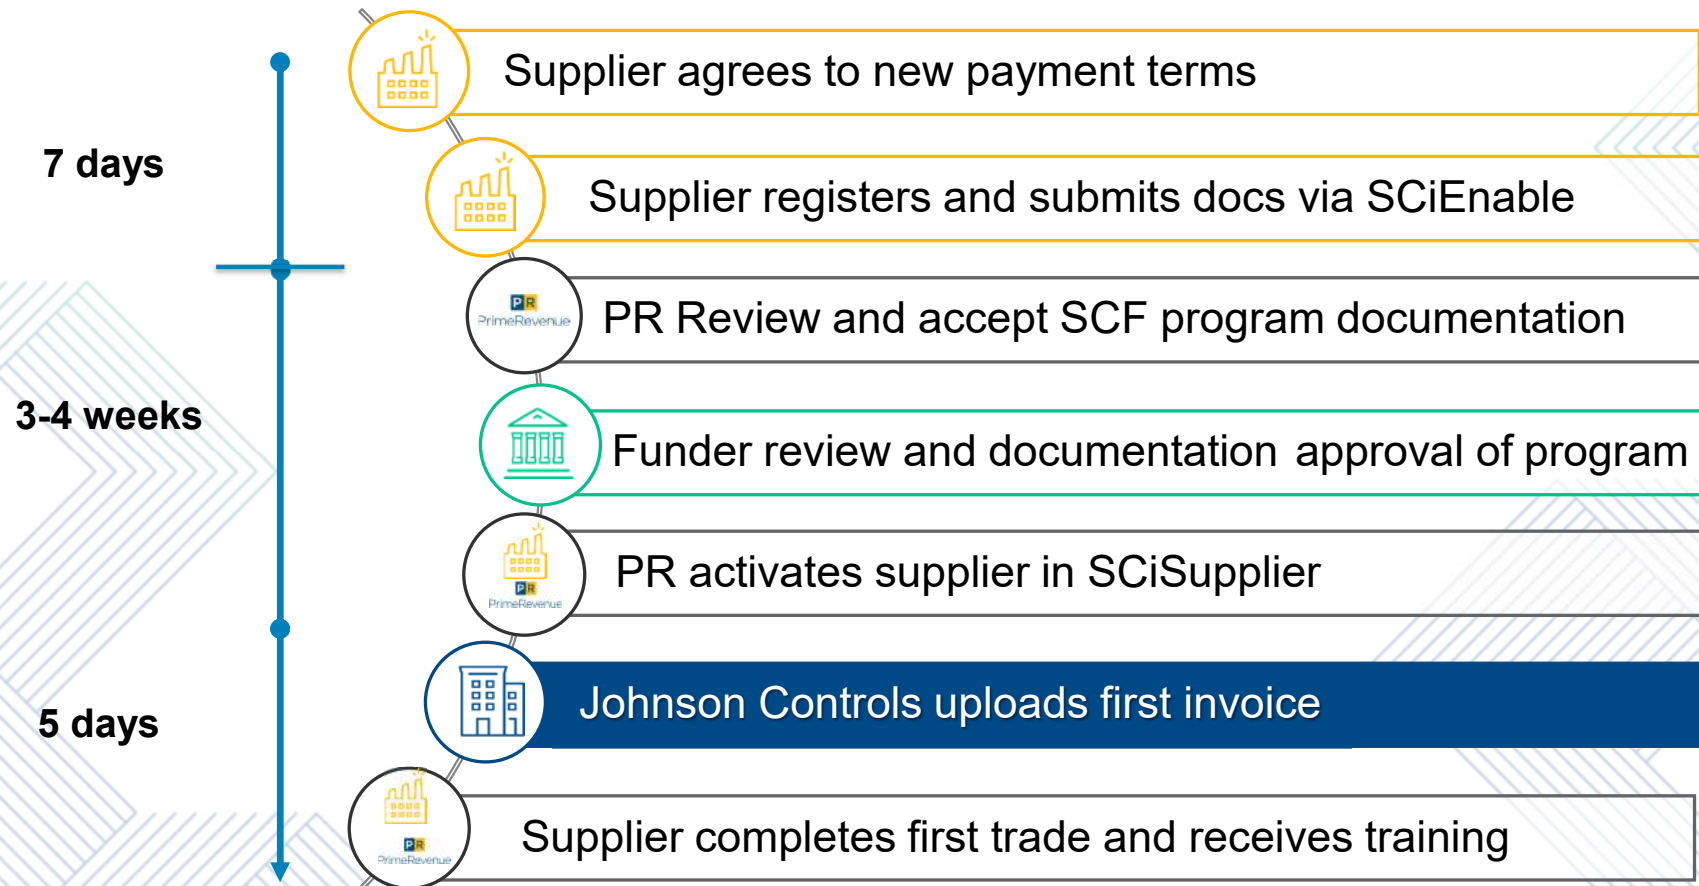 Supplier agrees to new payment terms
7 days
Supplier registers and submits docs via SCiEnable
PR
PrimeRevenue
PR Review and accept SCF program documentation
3-4 weeks
Funder review and documentation approval of program
PR
PrimeRevenue
PR activates supplier in SCiSupplier
Johnson Controls uploads first invoice
5 days
PR
PrimeRevenue
Supplier completes first trade and receives training